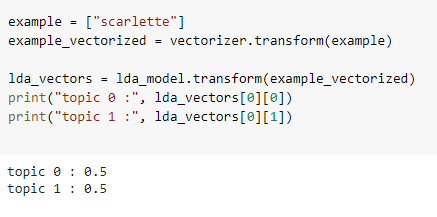 example = ["scarlette"]
example_vectorized = vectorizer.transform(example)
lda_vectors = lda_model.transform(example_vectorized)
print("topic 0 :", lda_vectors[0][0])
print("topic 1 :", lda_vectors[0][1])
topic 0 : 0.5
topic 1 : 0.5